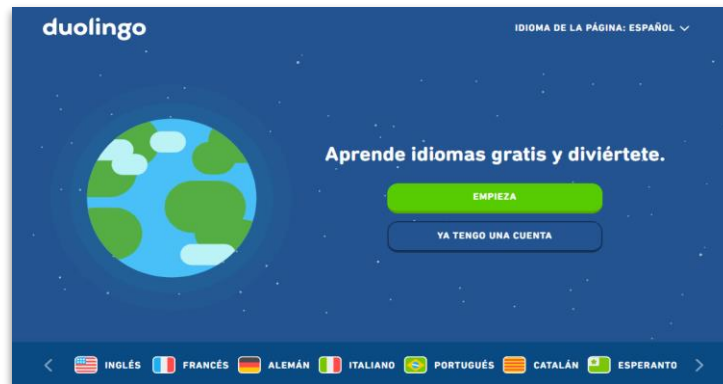 duolingo
IDIOMA DE LA PÁGINA: ESPAÑOL
Aprende idiomas gratis y diviértete.
EMPIEZA
YA TENGO UNA CUENTA
INGLÉS FRANCÉS ALEMÁN ITALIANO PORTUGUÉS CATALÁN ESPERANTO